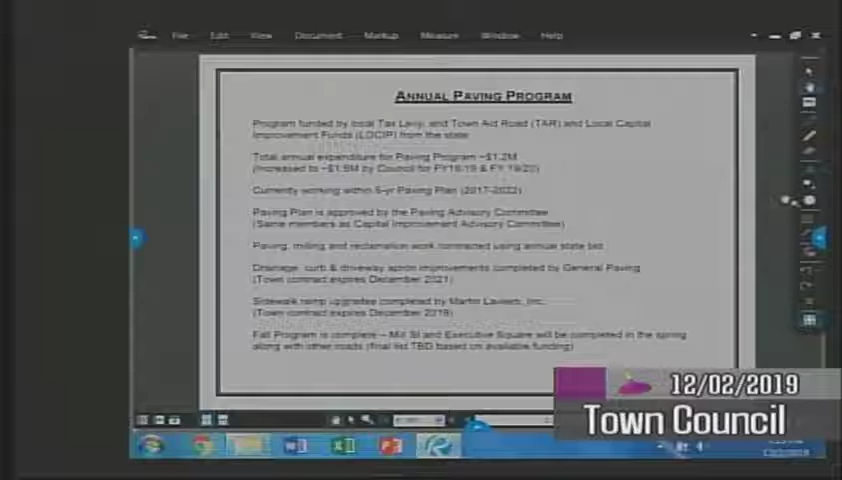 File Edit View Document Markup Measure Window Help
ANNUAL PAVING PROGRAM
Program funded by local Tax Levy, and Town Aid Road (TAR) and Local Capital
Improvement Funds (LOCIP) from the state
Total annual expenditure for Paving Program ~$1.2M
(Increased to ~$1.5M by Council for FY18/19 & FY 19/20)
Currently working within 5-yr Paving Plan (2017-2022)
Paving Plan is approved by the Paving Advisory Committee
(Same members as Capital Improvement Advisory Committee)
Paving, milling and reclamation work contracted using annual state bid
Drainage, curb & driveway apron improvements completed by General Paving
(Town contract expires December 2021)
Sidewalk ramp upgrades completed by Martin Laviero, Inc.
(Town contract expires December 2019)
Fall Program is complete – Mill St and Executive Square will be completed in the spring
along with other roads (final list TBD based on available funding)
12/02/2019
Town Council